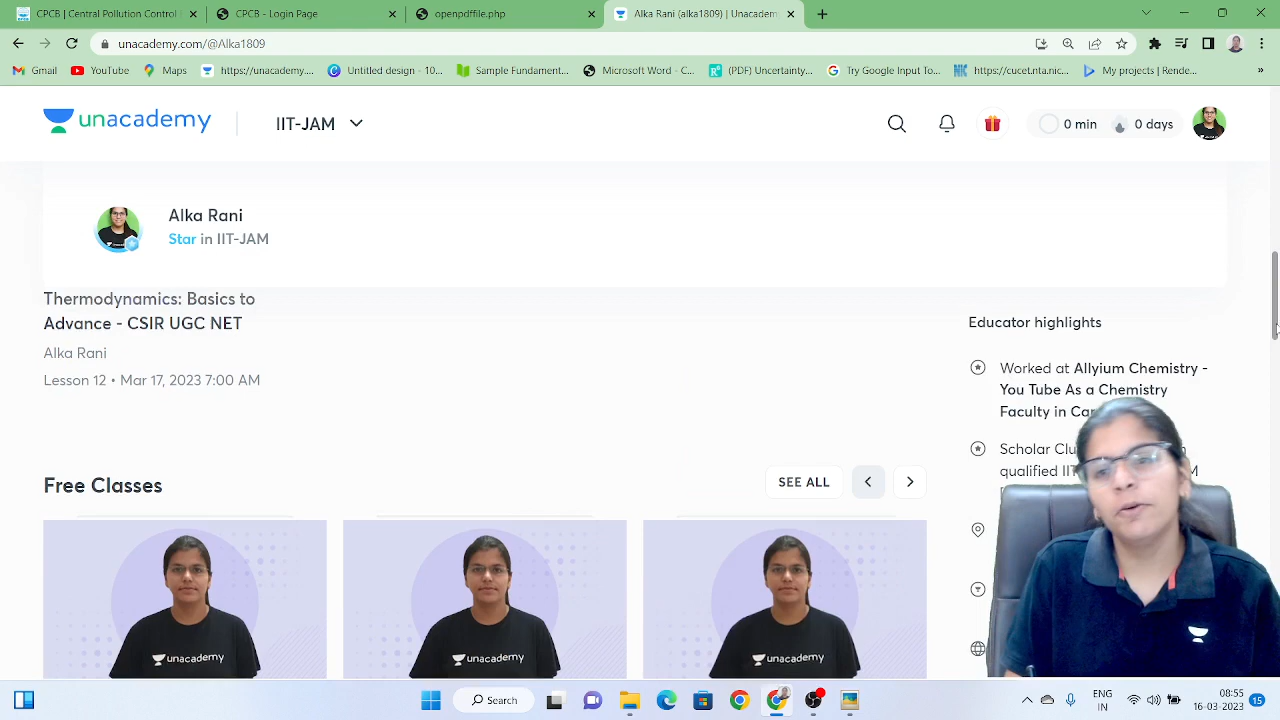 CPCB | Central Pollution Control
CPCB - Login Page
openpdffile.php
Alka Rani (alka1809) | Unacadem
unacademy.com/@Alka1809
Gmail
YouTube
Maps
https://unacademy...
Untitled design - 10...
Sample Fundament...
Microsoft Word - C...
(PDF) Uncertainty...
Try Google Input To...
https://cucetnta.nic...
My projects | Rende...
»
unacademy
IIT-JAM
0 min
0 days
Alka Rani
Star in IIT-JAM
Thermodynamics: Basics to
Advance - CSIR UGC NET
Alka Rani
Lesson 12 • Mar 17, 2023 7:00 AM
Educator highlights
Worked at Allyium Chemistry -
You Tube As a Chemistry
Faculty in
Scholar
qualified
Free Classes
SEE ALL
unacademy
unacademy
unacademy
Search
ENG
IN
08:55
16-03-2023
15